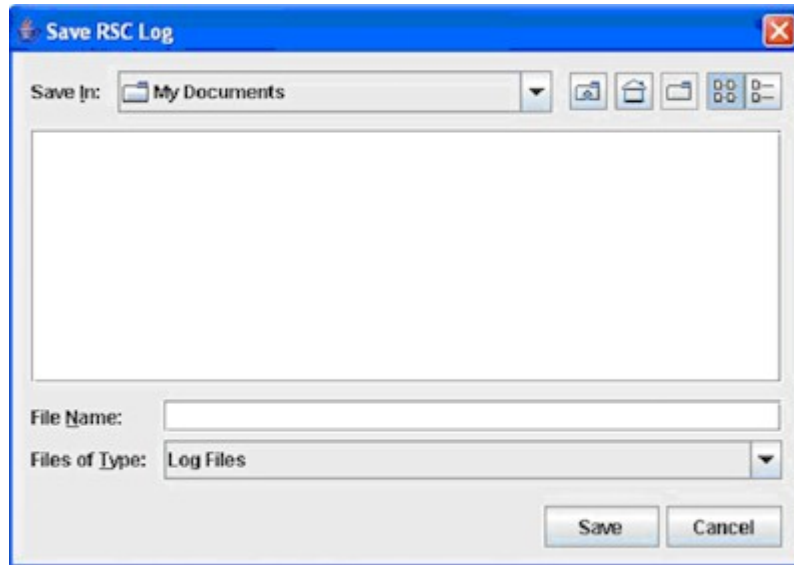 Save RSC Log
Save In: My Documents
File Name:
Files of Type: Log Files
Save Cancel